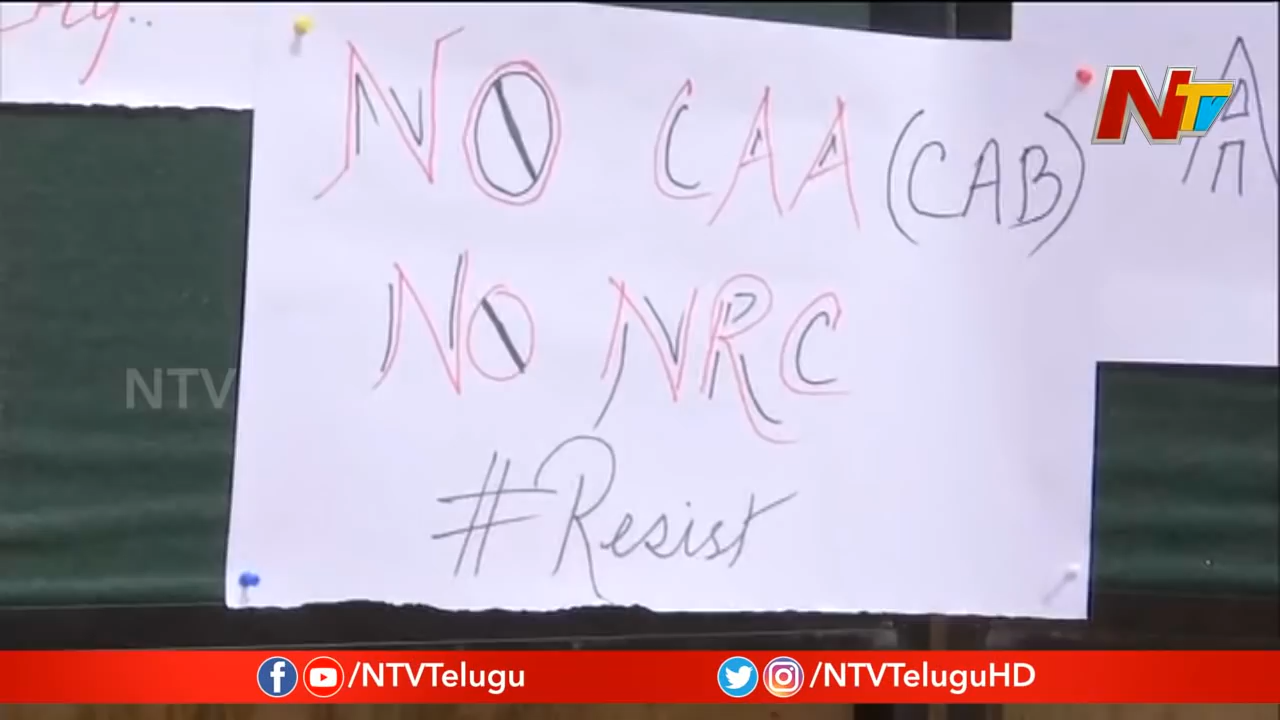 NO CAA (CAB)
NO NRC
#Resist
NTV
NTV
/NTVTelugu
/NTVTeluguHD